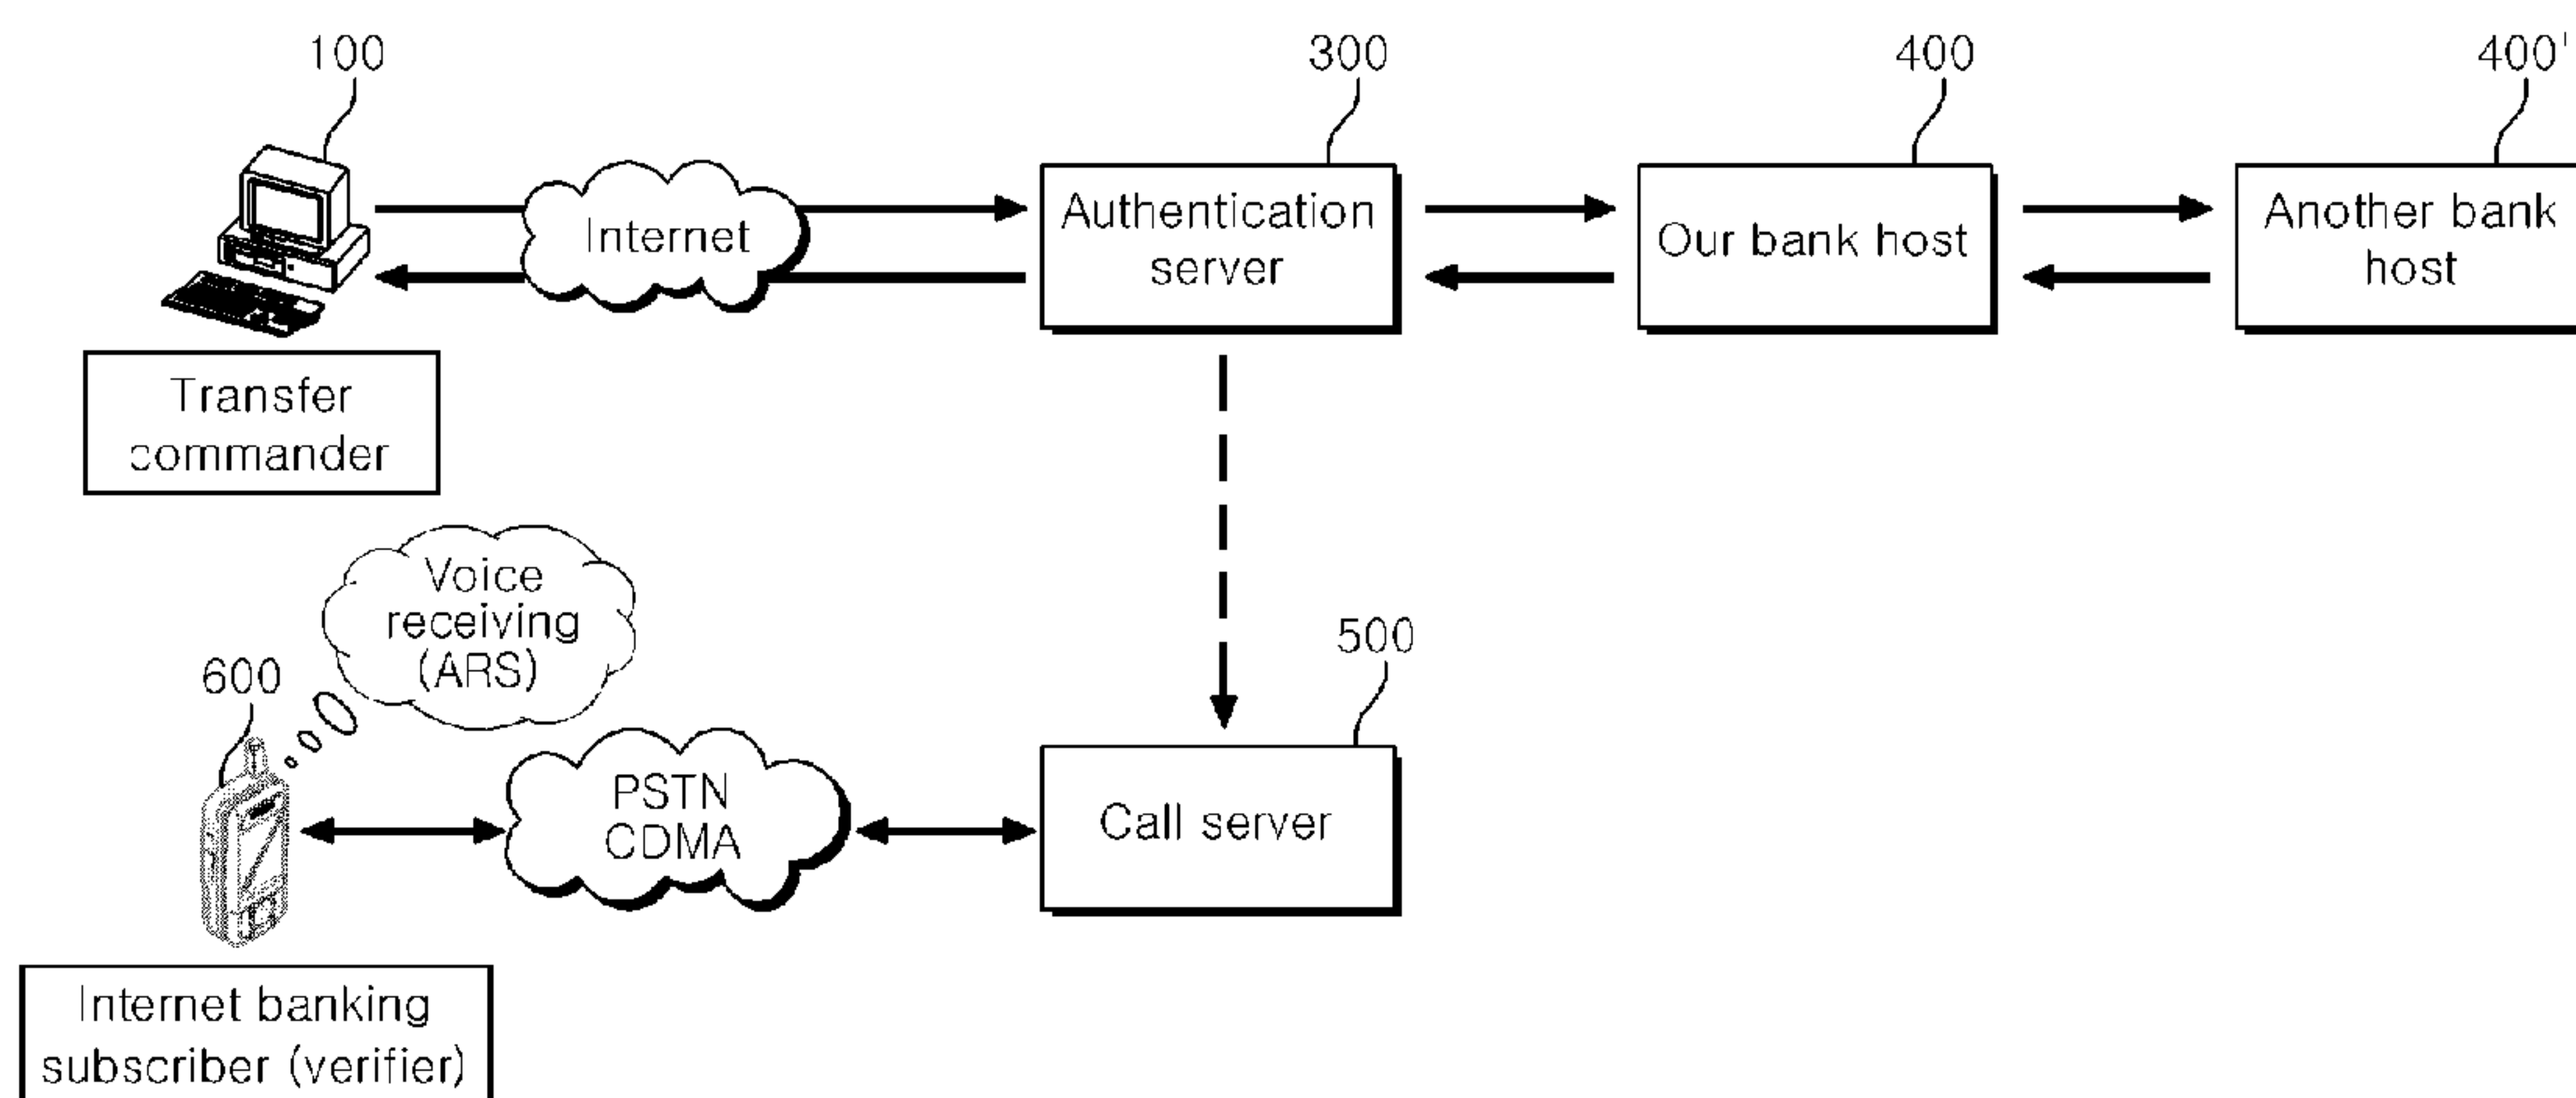 100
300
400
400'
Internet
Authentication
server
Our bank host
Another bank
host
Transfer
commander
Voice
receiving
(ARS)
600
500
PSTN
CDMA
Call server
Internet banking
subscriber (verifier)